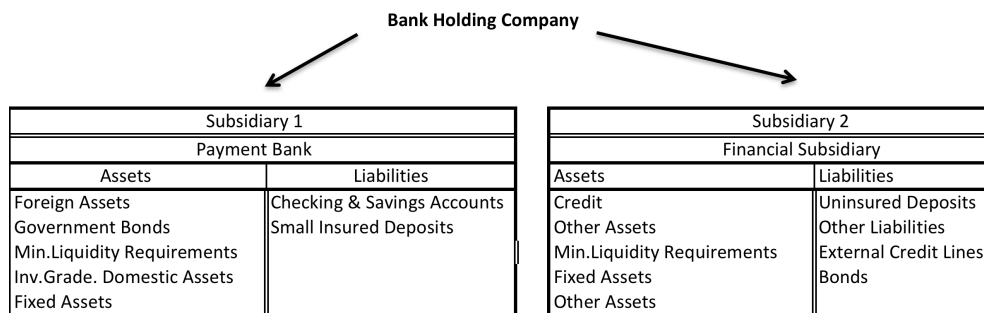 Bank Holding Company
Subsidiary 1
Payment Bank
Assets Liabilities
Foreign Assets Checking & Savings Accounts
Government Bonds Small Insured Deposits
Min.Liquidity Requirements
Inv.Grade. Domestic Assets
Fixed Assets
Subsidiary 2
Financial Subsidiary
Assets Liabilities
Credit Uninsured Deposits
Other Assets Other Liabilities
Min.Liquidity Requirements External Credit Lines
Fixed Assets Bonds
Other Assets